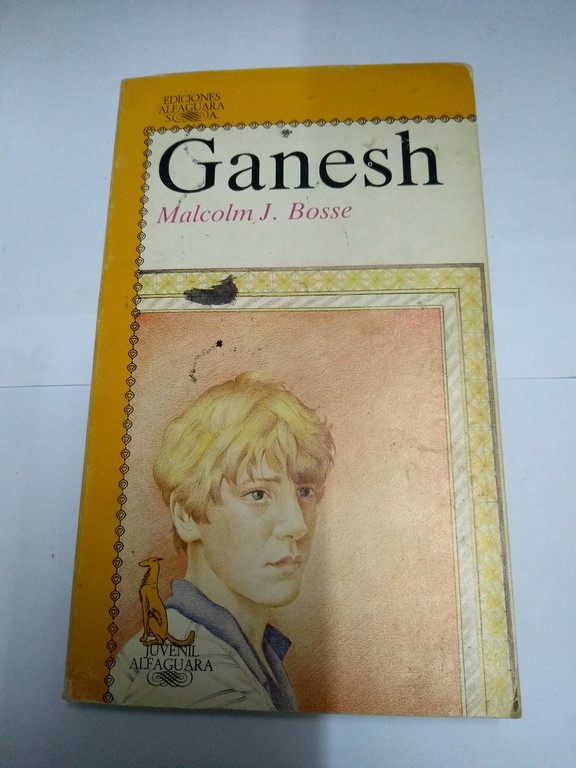 EDICIONES
ALFAGUARA
S. A.
Ganesh
Malcolm J. Bosse
JUVENIL
ALFAGUARA